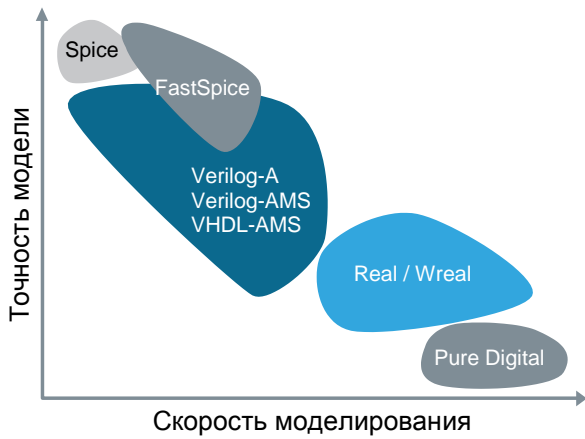 Spice
FastSpice
Verilog-A
Verilog-AMS
VHDL-AMS
Real / Wreal
Pure Digital
Точность модели
Скорость моделирования